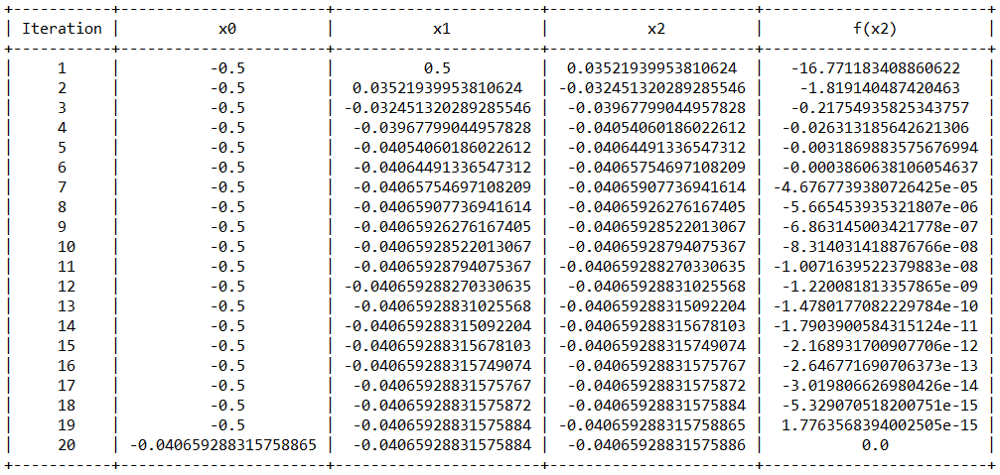 Iteration | x0 | x1 | x2 | f(x2)
1 | -0.5 | 0.5 | 0.03521939953810624 | -16.771183408860622
2 | -0.5 | 0.03521939953810624 | -0.032451320289285546 | -1.819140487420463
3 | -0.5 | -0.032451320289285546 | -0.03967799044957828 | -0.21754935825343757
4 | -0.5 | -0.03967799044957828 | -0.04054060186022612 | -0.026313185642621306
5 | -0.5 | -0.04054060186022612 | -0.04064491336547312 | -0.0031869883575676994
6 | -0.5 | -0.04064491336547312 | -0.04065754697108209 | -0.0003860638106054637
7 | -0.5 | -0.04065754697108209 | -0.04065907736941614 | -4.6767739380726425e-05
8 | -0.5 | -0.04065907736941614 | -0.04065926276167405 | -5.665453935321807e-06
9 | -0.5 | -0.04065926276167405 | -0.04065928522013067 | -6.863145003421778e-07
10 | -0.5 | -0.04065928522013067 | -0.04065928794075367 | -8.314031418876766e-08
11 | -0.5 | -0.04065928794075367 | -0.040659288270330635 | -1.0071639522379883e-08
12 | -0.5 | -0.040659288270330635 | -0.04065928831025568 | -1.220081813357865e-09
13 | -0.5 | -0.04065928831025568 | -0.040659288315092204 | -1.4780177082229784e-10
14 | -0.5 | -0.040659288315092204 | -0.040659288315678103 | -1.7903900584315124e-11
15 | -0.5 | -0.040659288315678103 | -0.040659288315749074 | -2.168931700907706e-12
16 | -0.5 | -0.040659288315749074 | -0.04065928831575767 | -2.646771690706373e-13
17 | -0.5 | -0.04065928831575767 | -0.04065928831575872 | -3.019806626980426e-14
18 | -0.5 | -0.04065928831575872 | -0.04065928831575884 | -5.329070518200751e-15
19 | -0.5 | -0.04065928831575884 | -0.040659288315758865 | 1.7763568394002505e-15
20 | -0.040659288315758865 | -0.04065928831575884 | -0.04065928831575886 | 0.0